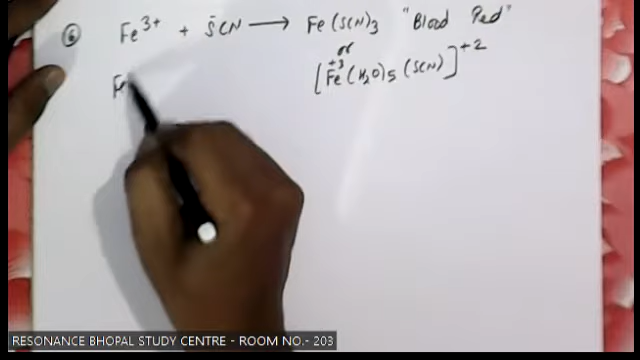 ⑥ Fe³⁺ + S̄CN ⟶ Fe(SCN)₃ "Blood Red"
or
[Fe⁺³(H₂O)₅(SCN)]⁺²
Fe
RESONANCE BHOPAL STUDY CENTRE - ROOM NO.- 203